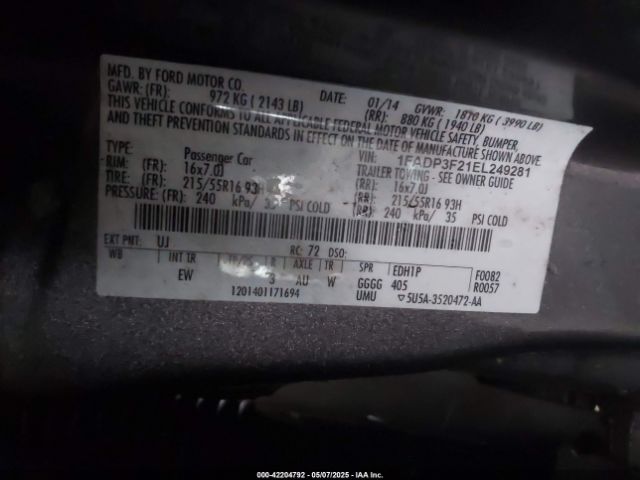 MFD. BY FORD MOTOR CO. DATE: 01/14 GVWR: 1810 KG ( 3990 LB)
GAWR: (FR): 972 KG ( 2143 LB) (RR): 880 KG ( 1940 LB)
THIS VEHICLE CONFORMS TO ALL APPLICABLE FEDERAL MOTOR VEHICLE SAFETY, BUMPER,
AND THEFT PREVENTION STANDARDS IN EFFECT ON THE DATE OF MANUFACTURE SHOWN ABOVE.
VIN: 1FADP3F21EL249281
TYPE: Passenger Car TRAILER TOWING - SEE OWNER GUIDE
RIM: (FR): 16x7.0J (RR): 16x7.0J
TIRE: (FR): 215/55R16 93H (RR): 215/55R16 93H
PRESSURE: (FR): 240 kPa/ 35 PSI COLD (RR): 240 kPa/ 35 PSI COLD
EXT PNT: UJ RC: 72 DSO:
WB INT TR TP/PS R AXLE TR SPR EDH1P F0082
EW 3 AU W GGGG 405 R0057
1201401171694 UMU 5U5A-3520472-AA
000-42204792 — 05/07/2025 — IAA Inc.